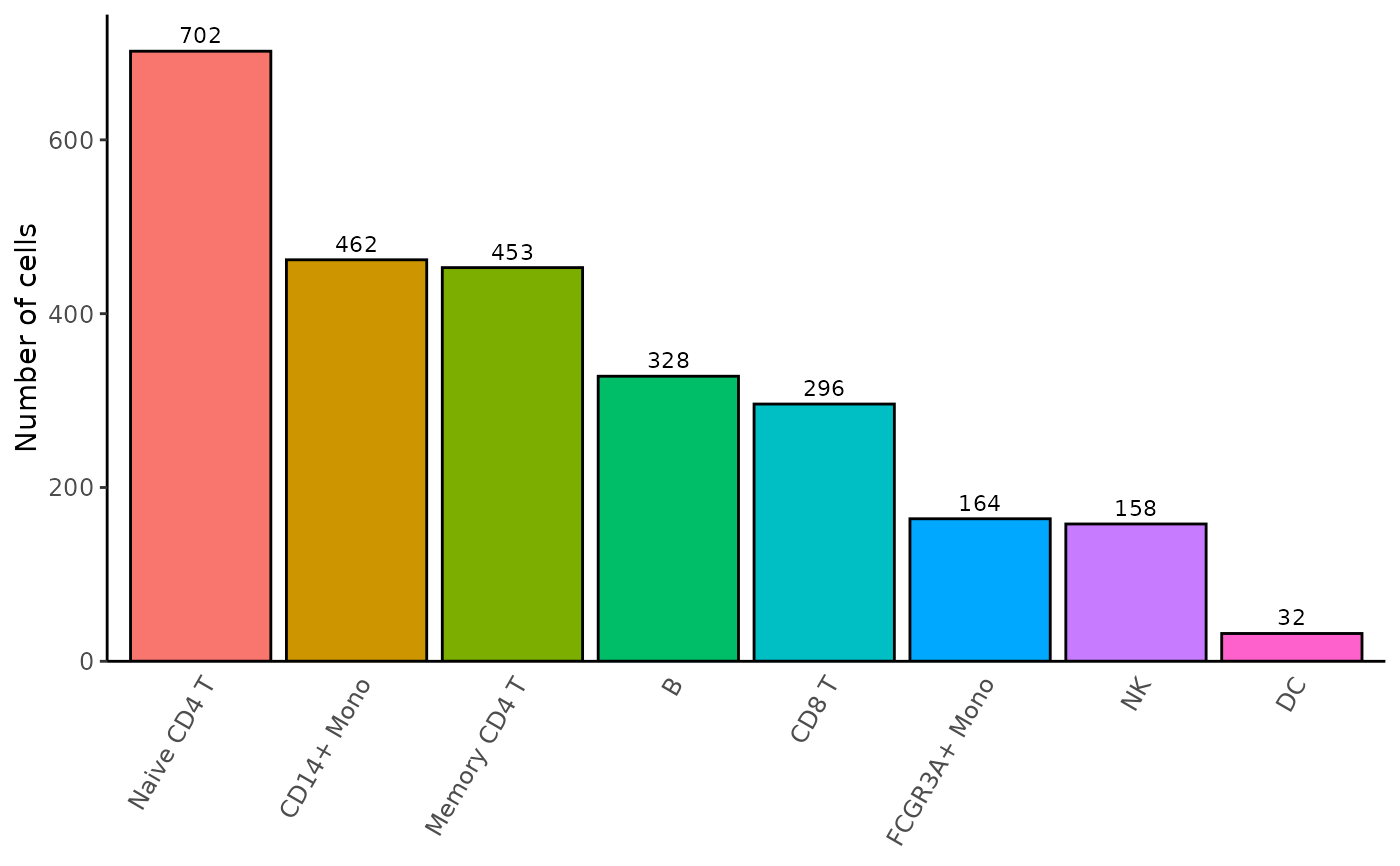 Number of cells
600
400
200
0
702
462
453
328
296
164
158
32
Naive CD4 T
CD14+ Mono
Memory CD4 T
B
CD8 T
FCGR3A+ Mono
NK
DC